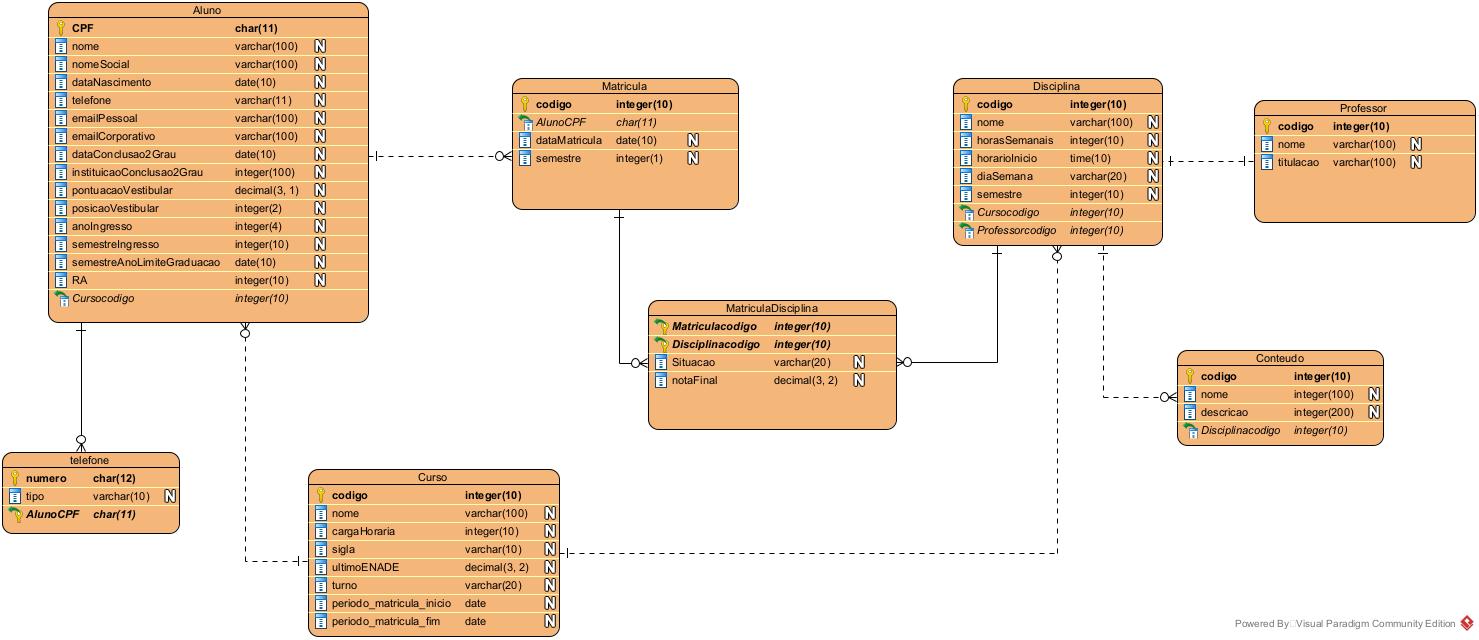 Aluno
CPF char(11)
nome varchar(100) N
nomeSocial varchar(100) N
dataNascimento date(10) N
telefone varchar(11) N
emailPessoal varchar(100) N
emailCorporativo varchar(100) N
dataConclusao2Grau date(10) N
instituicaoConclusao2Grau integer(100) N
pontuacaoVestibular decimal(3, 1) N
posicaoVestibular integer(2) N
anoIngresso integer(4) N
semestreIngresso integer(10) N
semestreAnoLimiteGraduacao date(10) N
RA integer(10) N
Cursocodigo integer(10)
Matricula
codigo integer(10)
AlunoCPF char(11)
dataMatricula date(10) N
semestre integer(1) N
Disciplina
codigo integer(10)
nome varchar(100) N
horasSemanais integer(10) N
horarioInicio time(10) N
diaSemana varchar(20) N
semestre integer(10) N
Cursocodigo integer(10)
Professorcodigo integer(10)
Professor
codigo integer(10)
nome varchar(100) N
titulacao varchar(100) N
MatriculaDisciplina
Matriculacodigo integer(10)
Disciplinacodigo integer(10)
Situacao varchar(20) N
notaFinal decimal(3, 2) N
Conteudo
codigo integer(10)
nome integer(100) N
descricao integer(200) N
Disciplinacodigo integer(10)
telefone
numero char(12)
tipo varchar(10) N
AlunoCPF char(11)
Curso
codigo integer(10)
nome varchar(100) N
cargaHoraria integer(10) N
sigla varchar(10) N
ultimoENADE decimal(3, 2) N
turno varchar(20) N
periodo_matricula_inicio date N
periodo_matricula_fim date N
Powered By Visual Paradigm Community Edition